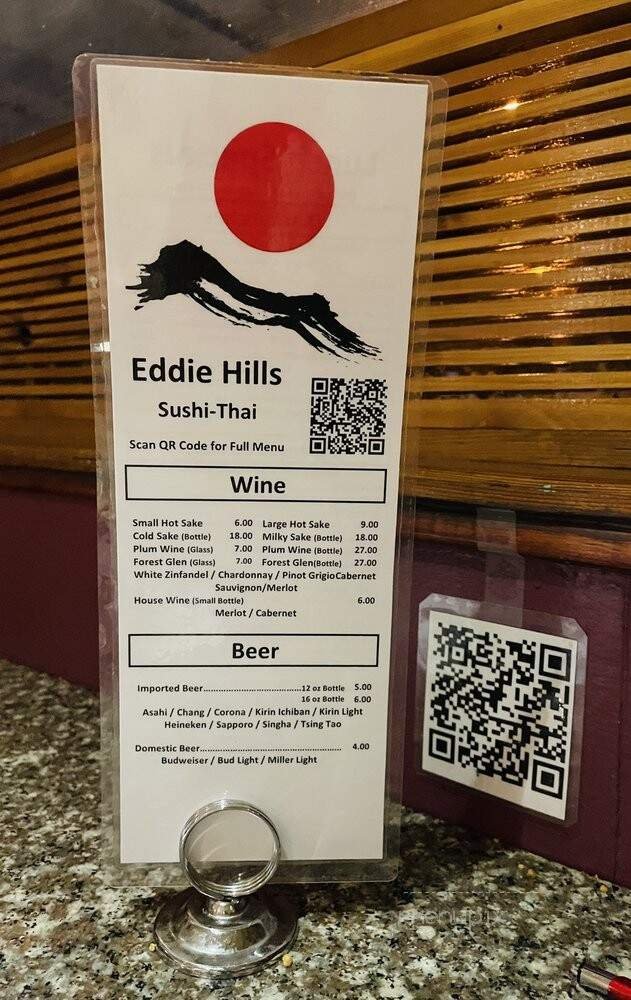 Eddie Hills
Sushi-Thai
Scan QR Code for Full Menu
Wine
Small Hot Sake 6.00 Large Hot Sake 9.00
Cold Sake (Bottle) 18.00 Milky Sake (Bottle) 18.00
Plum Wine (Glass) 7.00 Plum Wine (Bottle) 27.00
Forest Glen (Glass) 7.00 Forest Glen(Bottle) 27.00
White Zinfandel / Chardonnay / Pinot GrigioCabernet
Sauvignon/Merlot
House Wine (Small Bottle) 6.00
Merlot / Cabernet
Beer
Imported Beer..............................12 oz Bottle 5.00
16 oz Bottle 6.00
Asahi / Chang / Corona / Kirin Ichiban / Kirin Light
Heineken / Sapporo / Singha / Tsing Tao
Domestic Beer............................................ 4.00
Budweiser / Bud Light / Miller Light